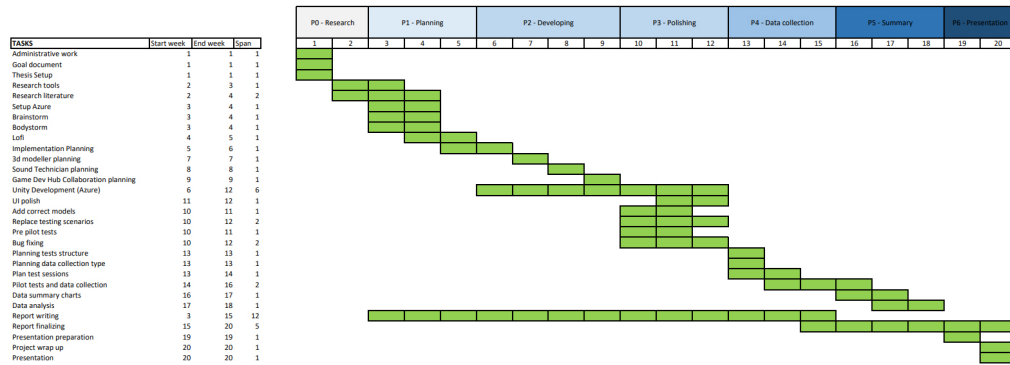 P0 - Research P1 - Planning P2 - Developing P3 - Polishing P4 - Data collection P5 - Summary P6 - Presentation
TASKS Start week End week Span 1 2 3 4 5 6 7 8 9 10 11 12 13 14 15 16 17 18 19 20
Administrative work 1 1 1
Goal document 1 1 1
Thesis Setup 1 1 1
Research tools 2 3 1
Research literature 2 4 2
Setup Azure 3 4 1
Brainstorm 3 4 1
Bodystorm 3 4 1
Lofi 4 5 1
Implementation Planning 5 6 1
3d modeller planning 7 7 1
Sound Technician planning 8 8 1
Game Dev Hub Collaboration planning 9 9 1
Unity Development (Azure) 6 12 6
UI polish 11 12 1
Add correct models 10 11 1
Replace testing scenarios 10 12 2
Pre pilot tests 10 11 1
Bug fixing 10 12 2
Planning tests structure 13 13 1
Planning data collection type 13 13 1
Plan test sessions 13 14 1
Pilot tests and data collection 14 16 2
Data summary charts 16 17 1
Data analysis 17 18 1
Report writing 3 15 12
Report finalizing 15 20 5
Presentation preparation 19 19 1
Project wrap up 20 20 1
Presentation 20 20 1